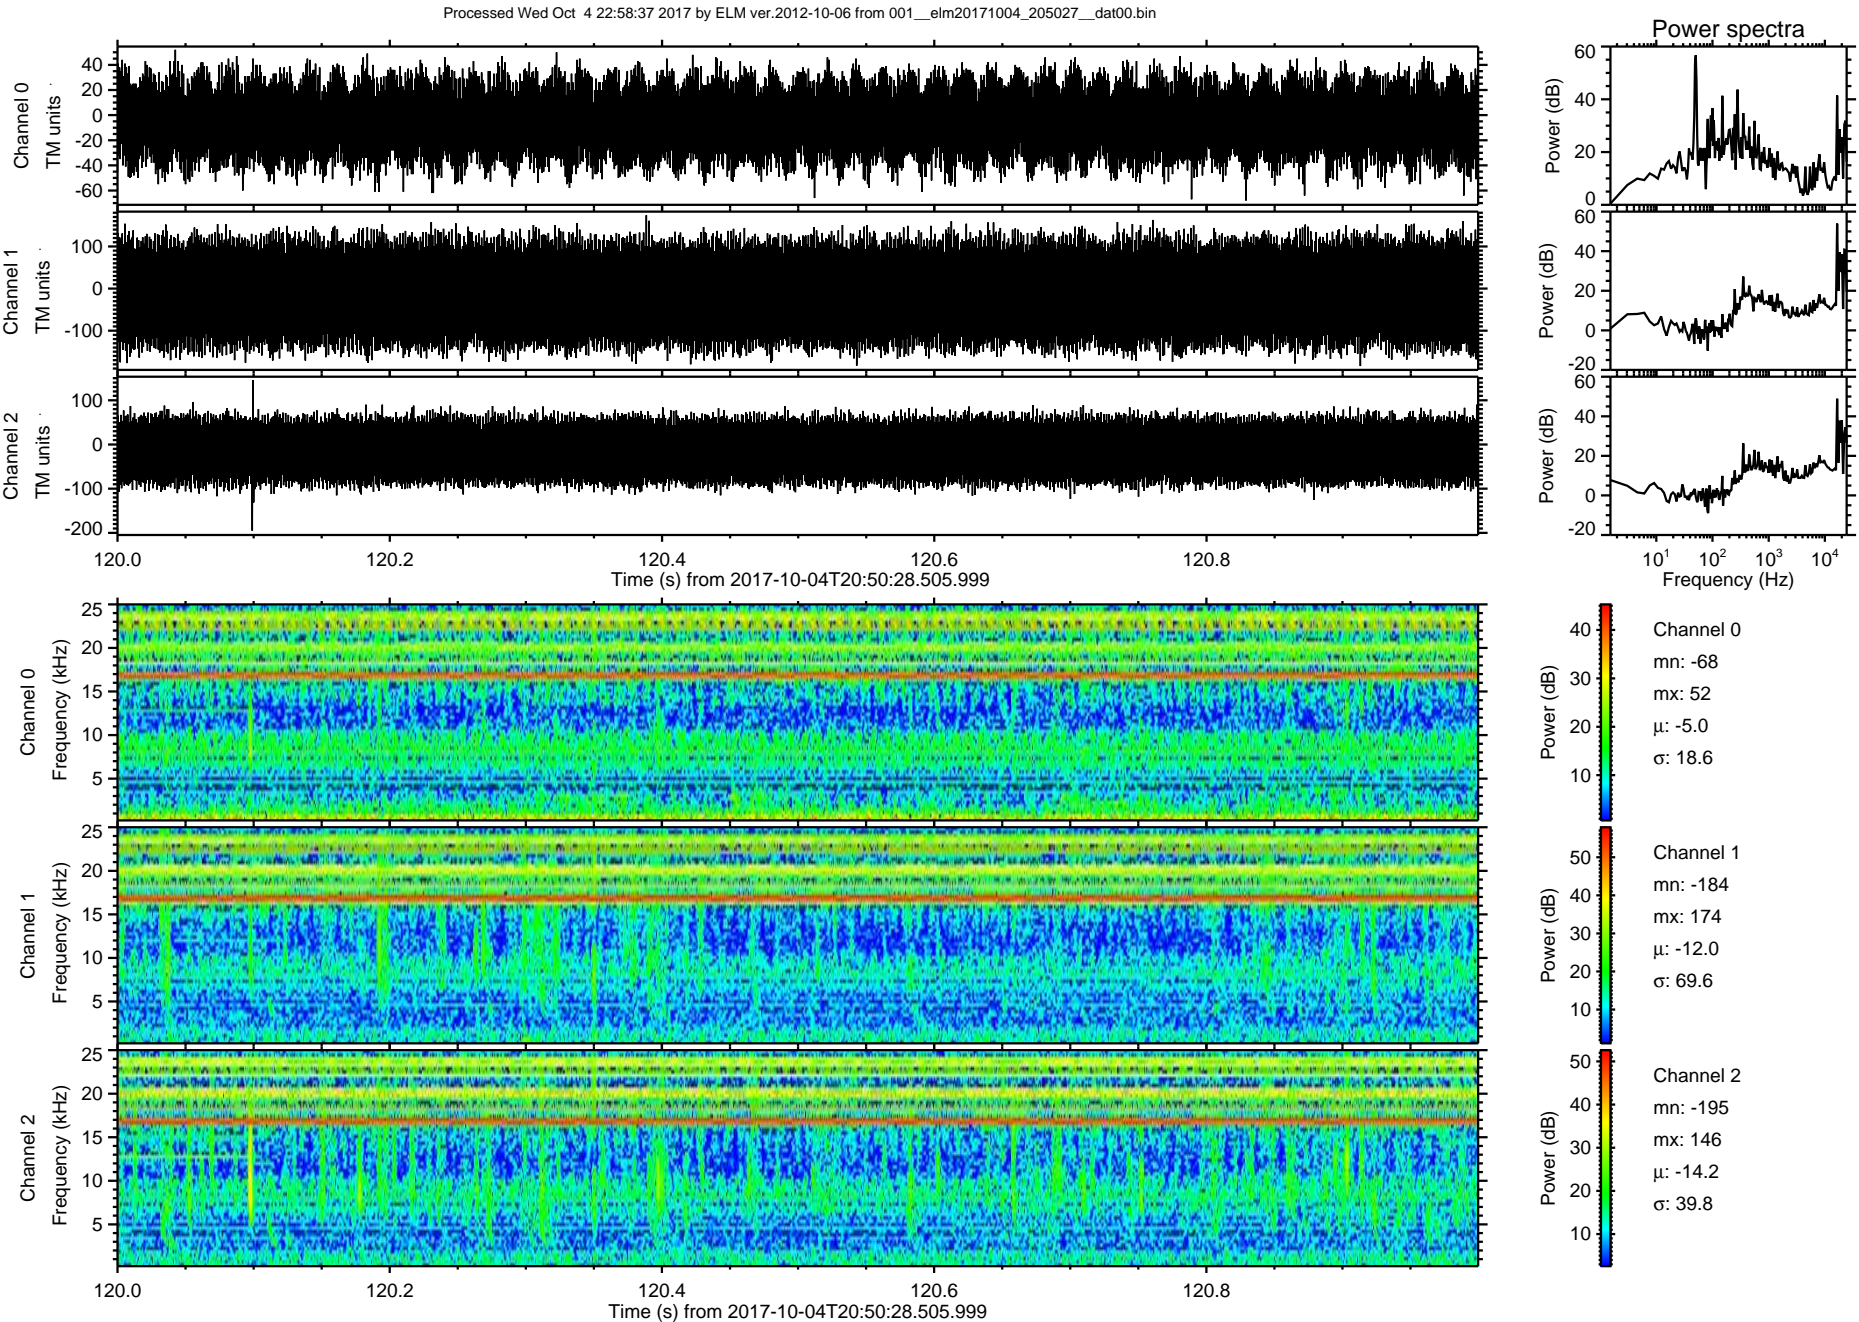 Processed Wed Oct  4 22:58:37 2017 by ELM ver.2012-10-06 from 001__elm20171004_205027__dat00.bin
Power spectra
Channel 0
TM units
40
20
0
-20
-40
-60
Power (dB)
60
40
20
0
Channel 1
TM units
100
0
-100
Power (dB)
60
40
20
0
-20
Channel 2
TM units
100
0
-100
-200
Power (dB)
60
40
20
0
-20
120.0 120.2 120.4 120.6 120.8
Time (s) from 2017-10-04T20:50:28.505.999
10¹ 10² 10³ 10⁴
Frequency (Hz)
Channel 0
Frequency (kHz)
25
20
15
10
5
Power (dB)
40
30
20
10
Channel 0
mn: -68
mx: 52
µ: -5.0
σ: 18.6
Channel 1
Frequency (kHz)
25
20
15
10
5
Power (dB)
50
40
30
20
10
Channel 1
mn: -184
mx: 174
µ: -12.0
σ: 69.6
Channel 2
Frequency (kHz)
25
20
15
10
5
Power (dB)
50
40
30
20
10
Channel 2
mn: -195
mx: 146
µ: -14.2
σ: 39.8
120.0 120.2 120.4 120.6 120.8
Time (s) from 2017-10-04T20:50:28.505.999